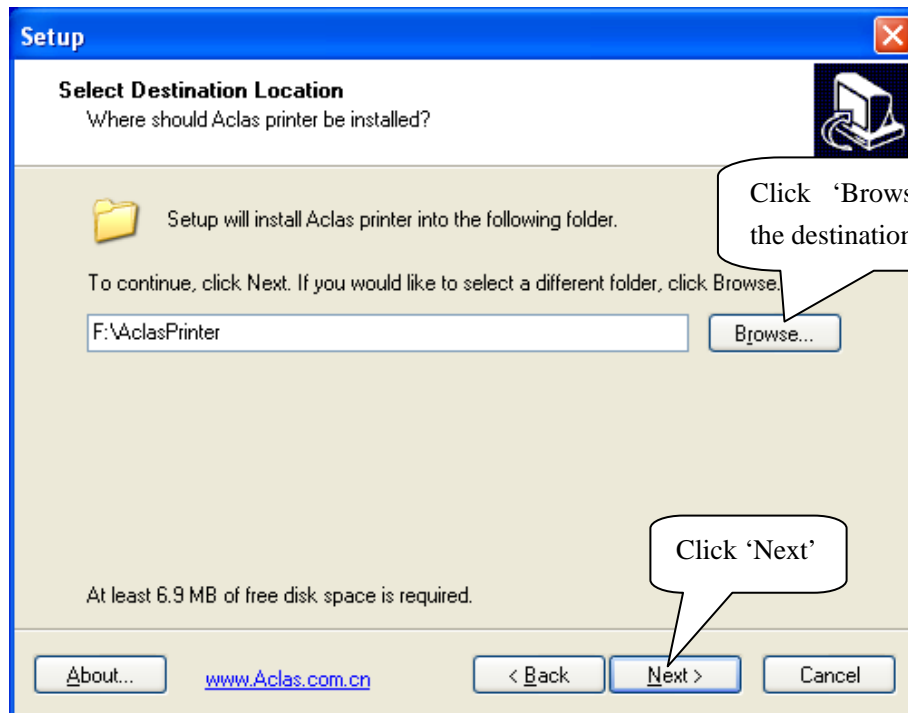 Setup
Select Destination Location
Where should Aclas printer be installed?
Click ‘Brows
the destination
Setup will install Aclas printer into the following folder.
To continue, click Next. If you would like to select a different folder, click Browse.
F:\AclasPrinter
Browse...
Click ‘Next’
At least 6.9 MB of free disk space is required.
About...
www.Aclas.com.cn
< Back
Next >
Cancel